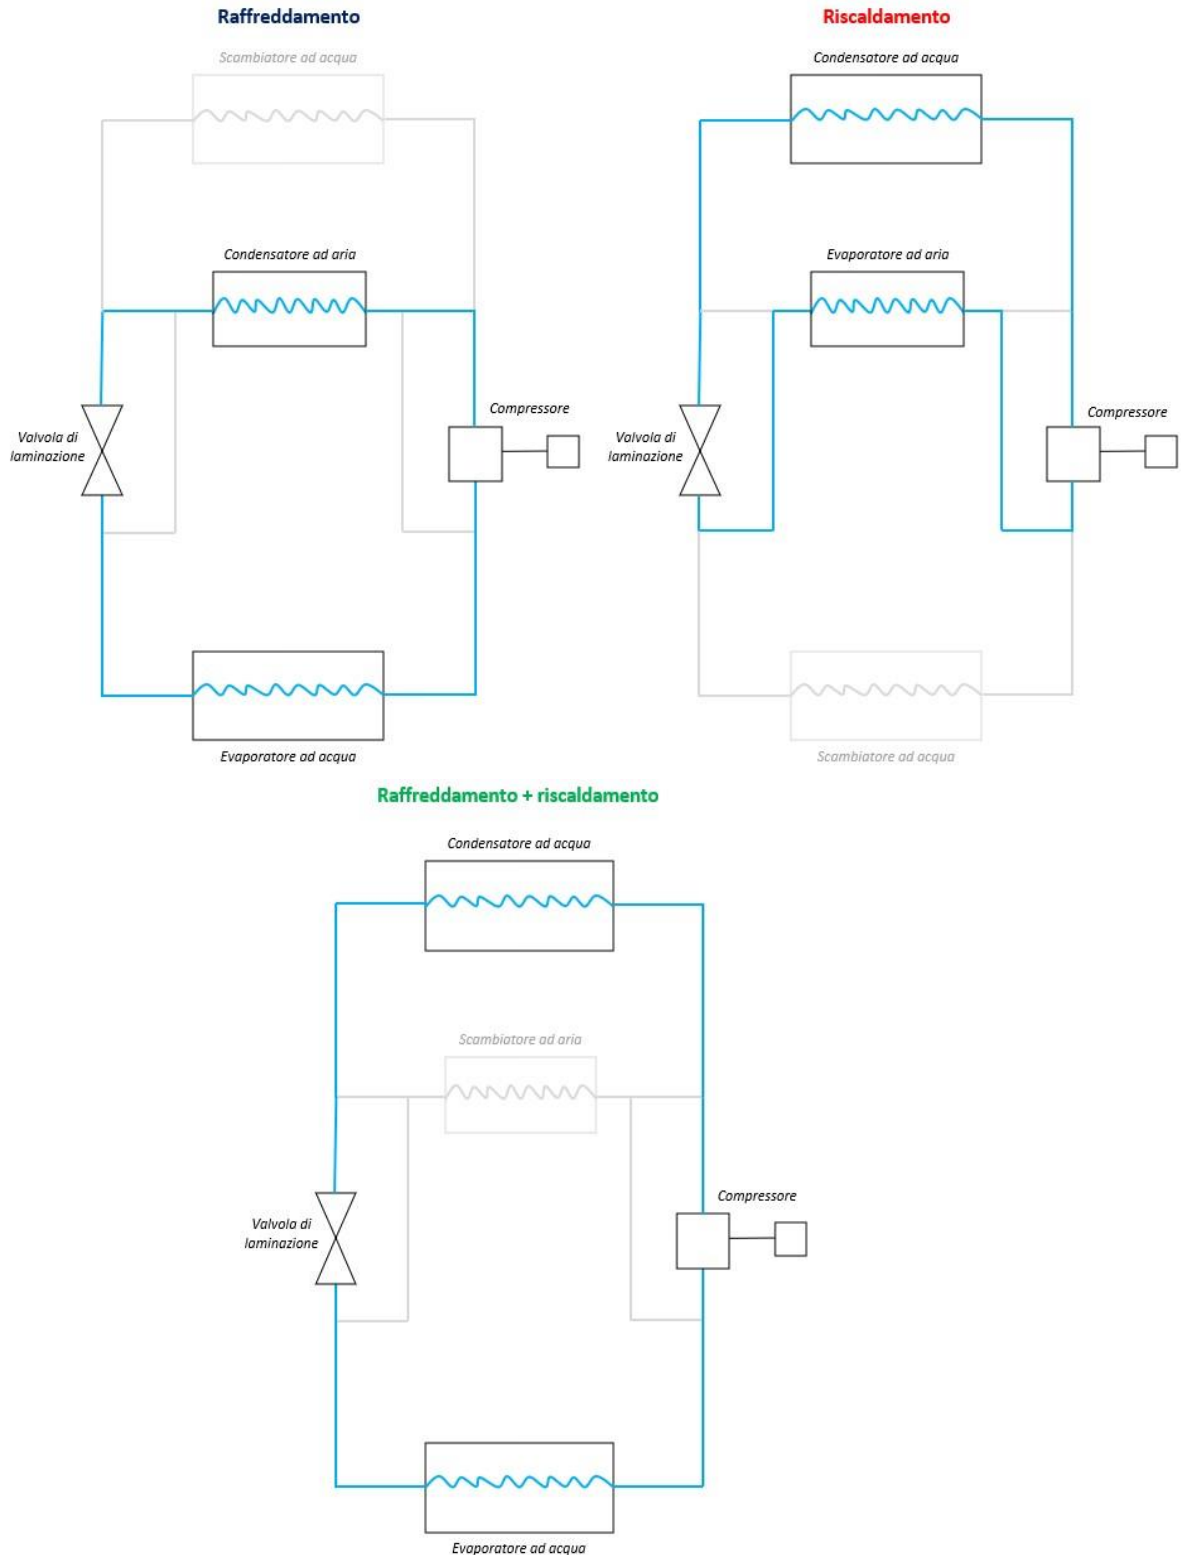 Raffreddamento
Scambiatore ad acqua
Condensatore ad aria
Compressore
Valvola di
laminazione
Evaporatore ad acqua
Riscaldamento
Condensatore ad acqua
Evaporatore ad aria
Compressore
Valvola di
laminazione
Scambiatore ad acqua
Raffreddamento + riscaldamento
Condensatore ad acqua
Scambiatore ad aria
Compressore
Valvola di
laminazione
Evaporatore ad acqua